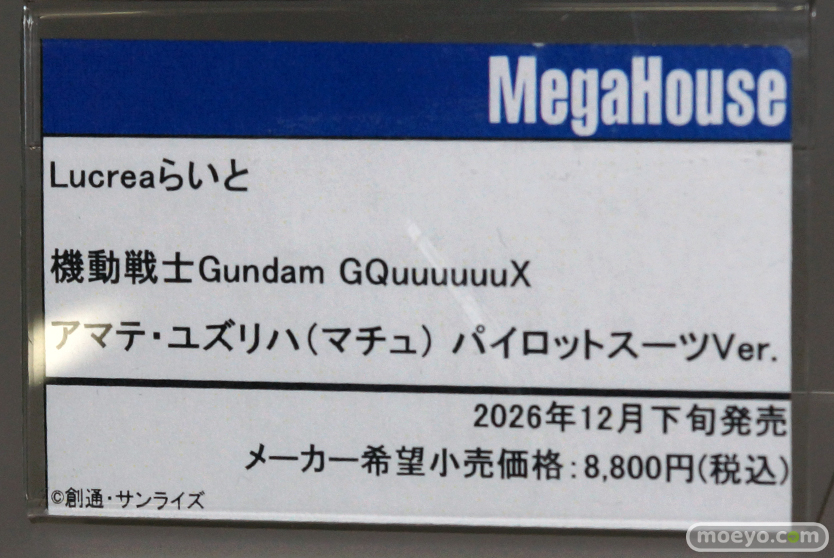 MegaHouse
Lucreaらいと
機動戦士Gundam GQuuuuuuX
アマテ・ユズリハ(マチュ) パイロットスーツVer.
2026年12月下旬発売
メーカー希望小売価格:8,800円(税込)
©創通・サンライズ
moeyo.com